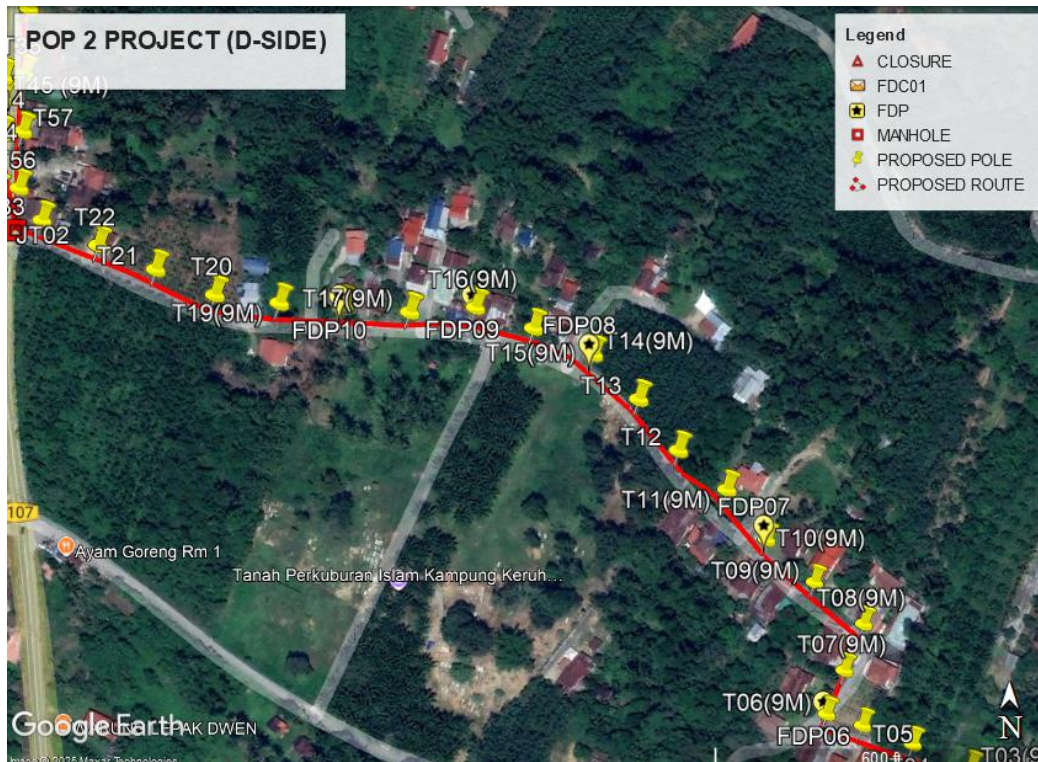 POP 2 PROJECT (D-SIDE)
Legend
CLOSURE
FDC01
FDP
MANHOLE
PROPOSED POLE
PROPOSED ROUTE
T45 (9M)
T57
T22
JT02
T21
T20
T19(9M)
T17(9M)
T16(9M)
FDP10
FDP09
FDP08
T15(9M)
T14(9M)
T13
T12
T11(9M)
FDP07
T10(9M)
T09(9M)
T08(9M)
T07(9M)
T06(9M)
FDP06
T05
107
Ayam Goreng Rm 1
Tanah Perkuburan Islam Kampung Keruh...
Google Earth
600 ft
N